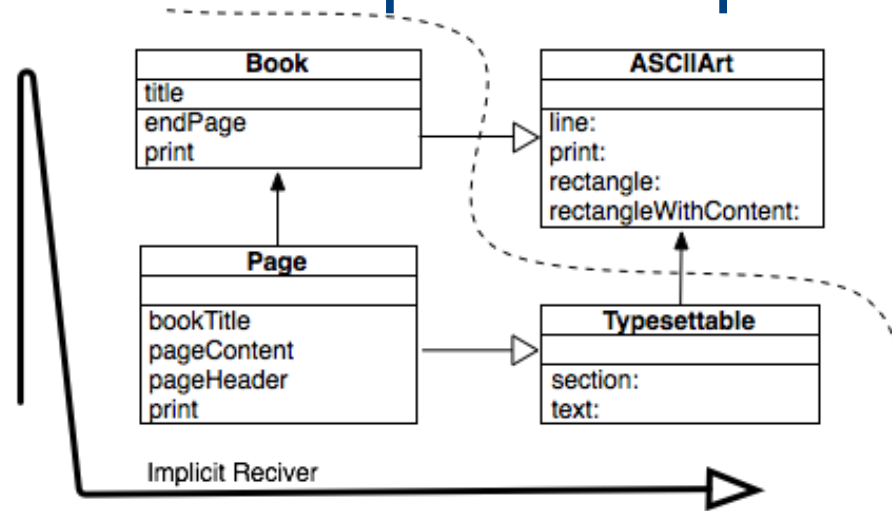 Book
title
endPage
print
ASCIIArt
line:
print:
rectangle:
rectangleWithContent:
Page
bookTitle
pageContent
pageHeader
print
Typesettable
section:
text:
Implicit Reciver